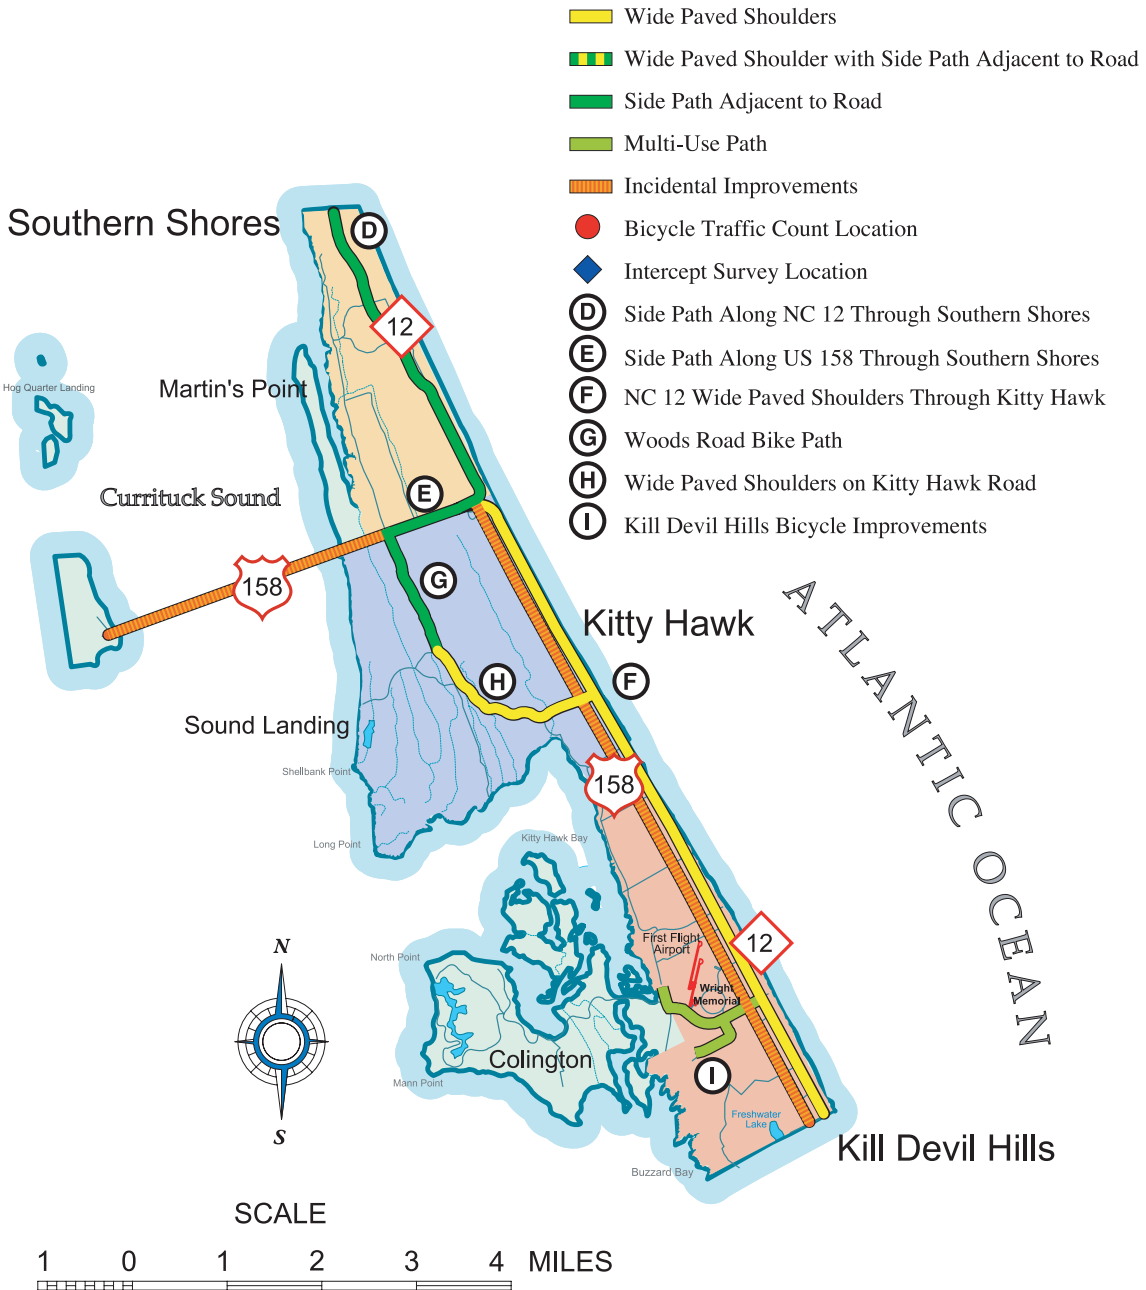 Wide Paved Shoulders
Wide Paved Shoulder with Side Path Adjacent to Road
Side Path Adjacent to Road
Multi-Use Path
Incidental Improvements
Bicycle Traffic Count Location
Intercept Survey Location
D Side Path Along NC 12 Through Southern Shores
E Side Path Along US 158 Through Southern Shores
F NC 12 Wide Paved Shoulders Through Kitty Hawk
G Woods Road Bike Path
H Wide Paved Shoulders on Kitty Hawk Road
I Kill Devil Hills Bicycle Improvements
Southern Shores
D
12
Hog Quarter Landing
Martin's Point
Currituck Sound
E
158
G
Kitty Hawk
H
F
Sound Landing
Shellbank Point
158
Long Point
Kitty Hawk Bay
ATLANTIC OCEAN
First Flight
Airport
12
North Point
Wright
Memorial
N
S
Colington
Mann Point
I
Freshwater
Lake
Kill Devil Hills
Buzzard Bay
SCALE
1 0 1 2 3 4 MILES